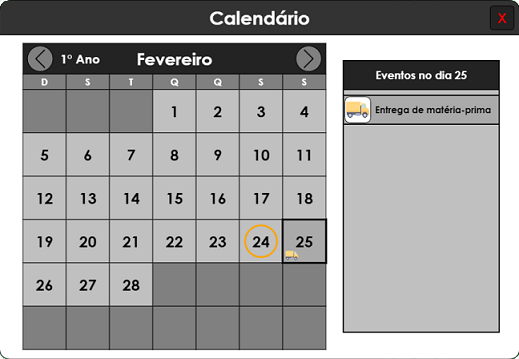 Calendário
X
1º Ano Fevereiro
D S T Q Q S S
1 2 3 4
5 6 7 8 9 10 11
12 13 14 15 16 17 18
19 20 21 22 23 24 25
26 27 28
Eventos no dia 25
Entrega de matéria-prima